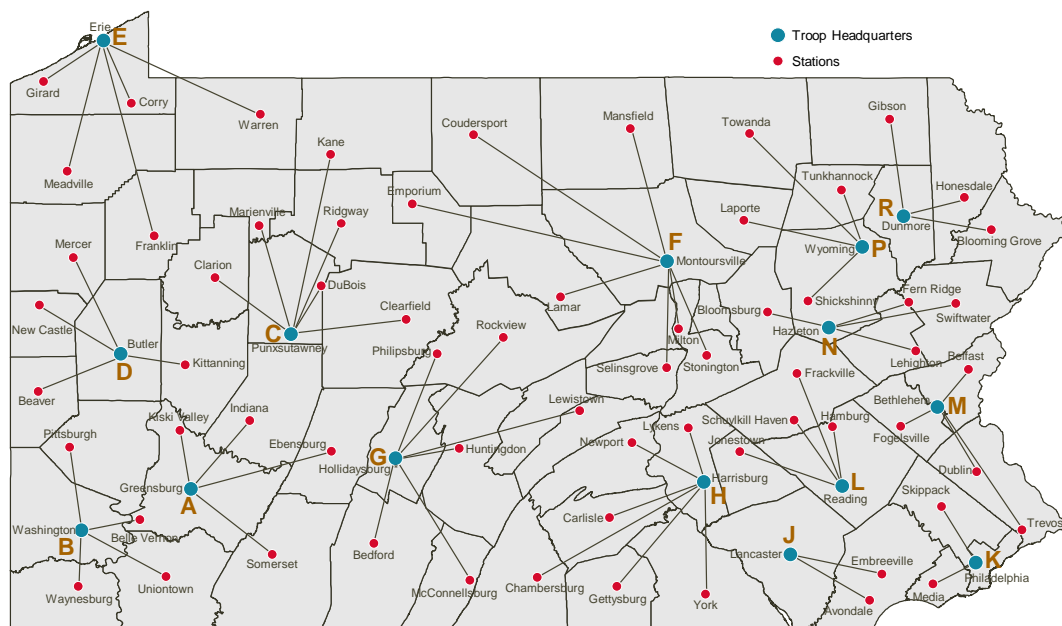 Erie
E
Troop Headquarters
Stations
Girard
Corry
Warren
Meadville
Franklin
Kane
Coudersport
Mansfield
Towanda
Gibson
Emporium
Marienville
Ridgway
Tunkhannock
Honesdale
R
Dunmore
Laporte
Wyoming
P
Blooming Grove
Mercer
Clarion
DuBois
F
Montoursville
Clearfield
Lamar
Shickshinny
Fern Ridge
Bloomsburg
Swiftwater
New Castle
Butler
D
Kittanning
C
Punxsutawney
Rockview
Philipsburg
Milton
Hazleton
N
Selinsgrove
Stonington
Lehighton
Belfast
Beaver
Frackville
Kiski Valley
Indiana
Lewistown
Bethlehem
M
Pittsburgh
Ebensburg
Lykens
Schuylkill Haven
Hamburg
Newport
Jonestown
Fogelsville
G
Hollidaysburg
Huntingdon
Greensburg
A
Harrisburg
H
L
Reading
Dublin
Skippack
Washington
B
Belle Vernon
Carlisle
Trevose
Bedford
J
Lancaster
Somerset
K
Philadelphia
Embreeville
Waynesburg
Uniontown
McConnellsburg
Chambersburg
Gettysburg
York
Avondale
Media